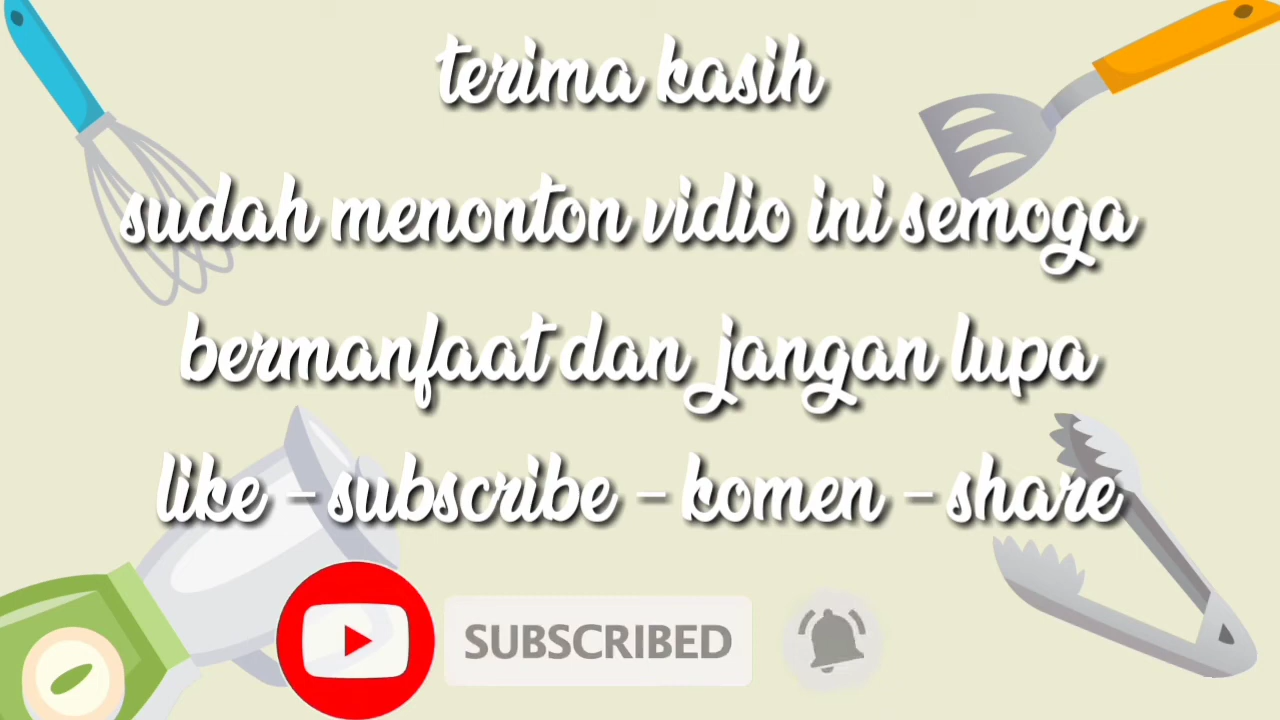 terima kasih
sudah menonton vidio ini semoga
bermanfaat dan jangan lupa
like - subscribe - komen - share
SUBSCRIBED